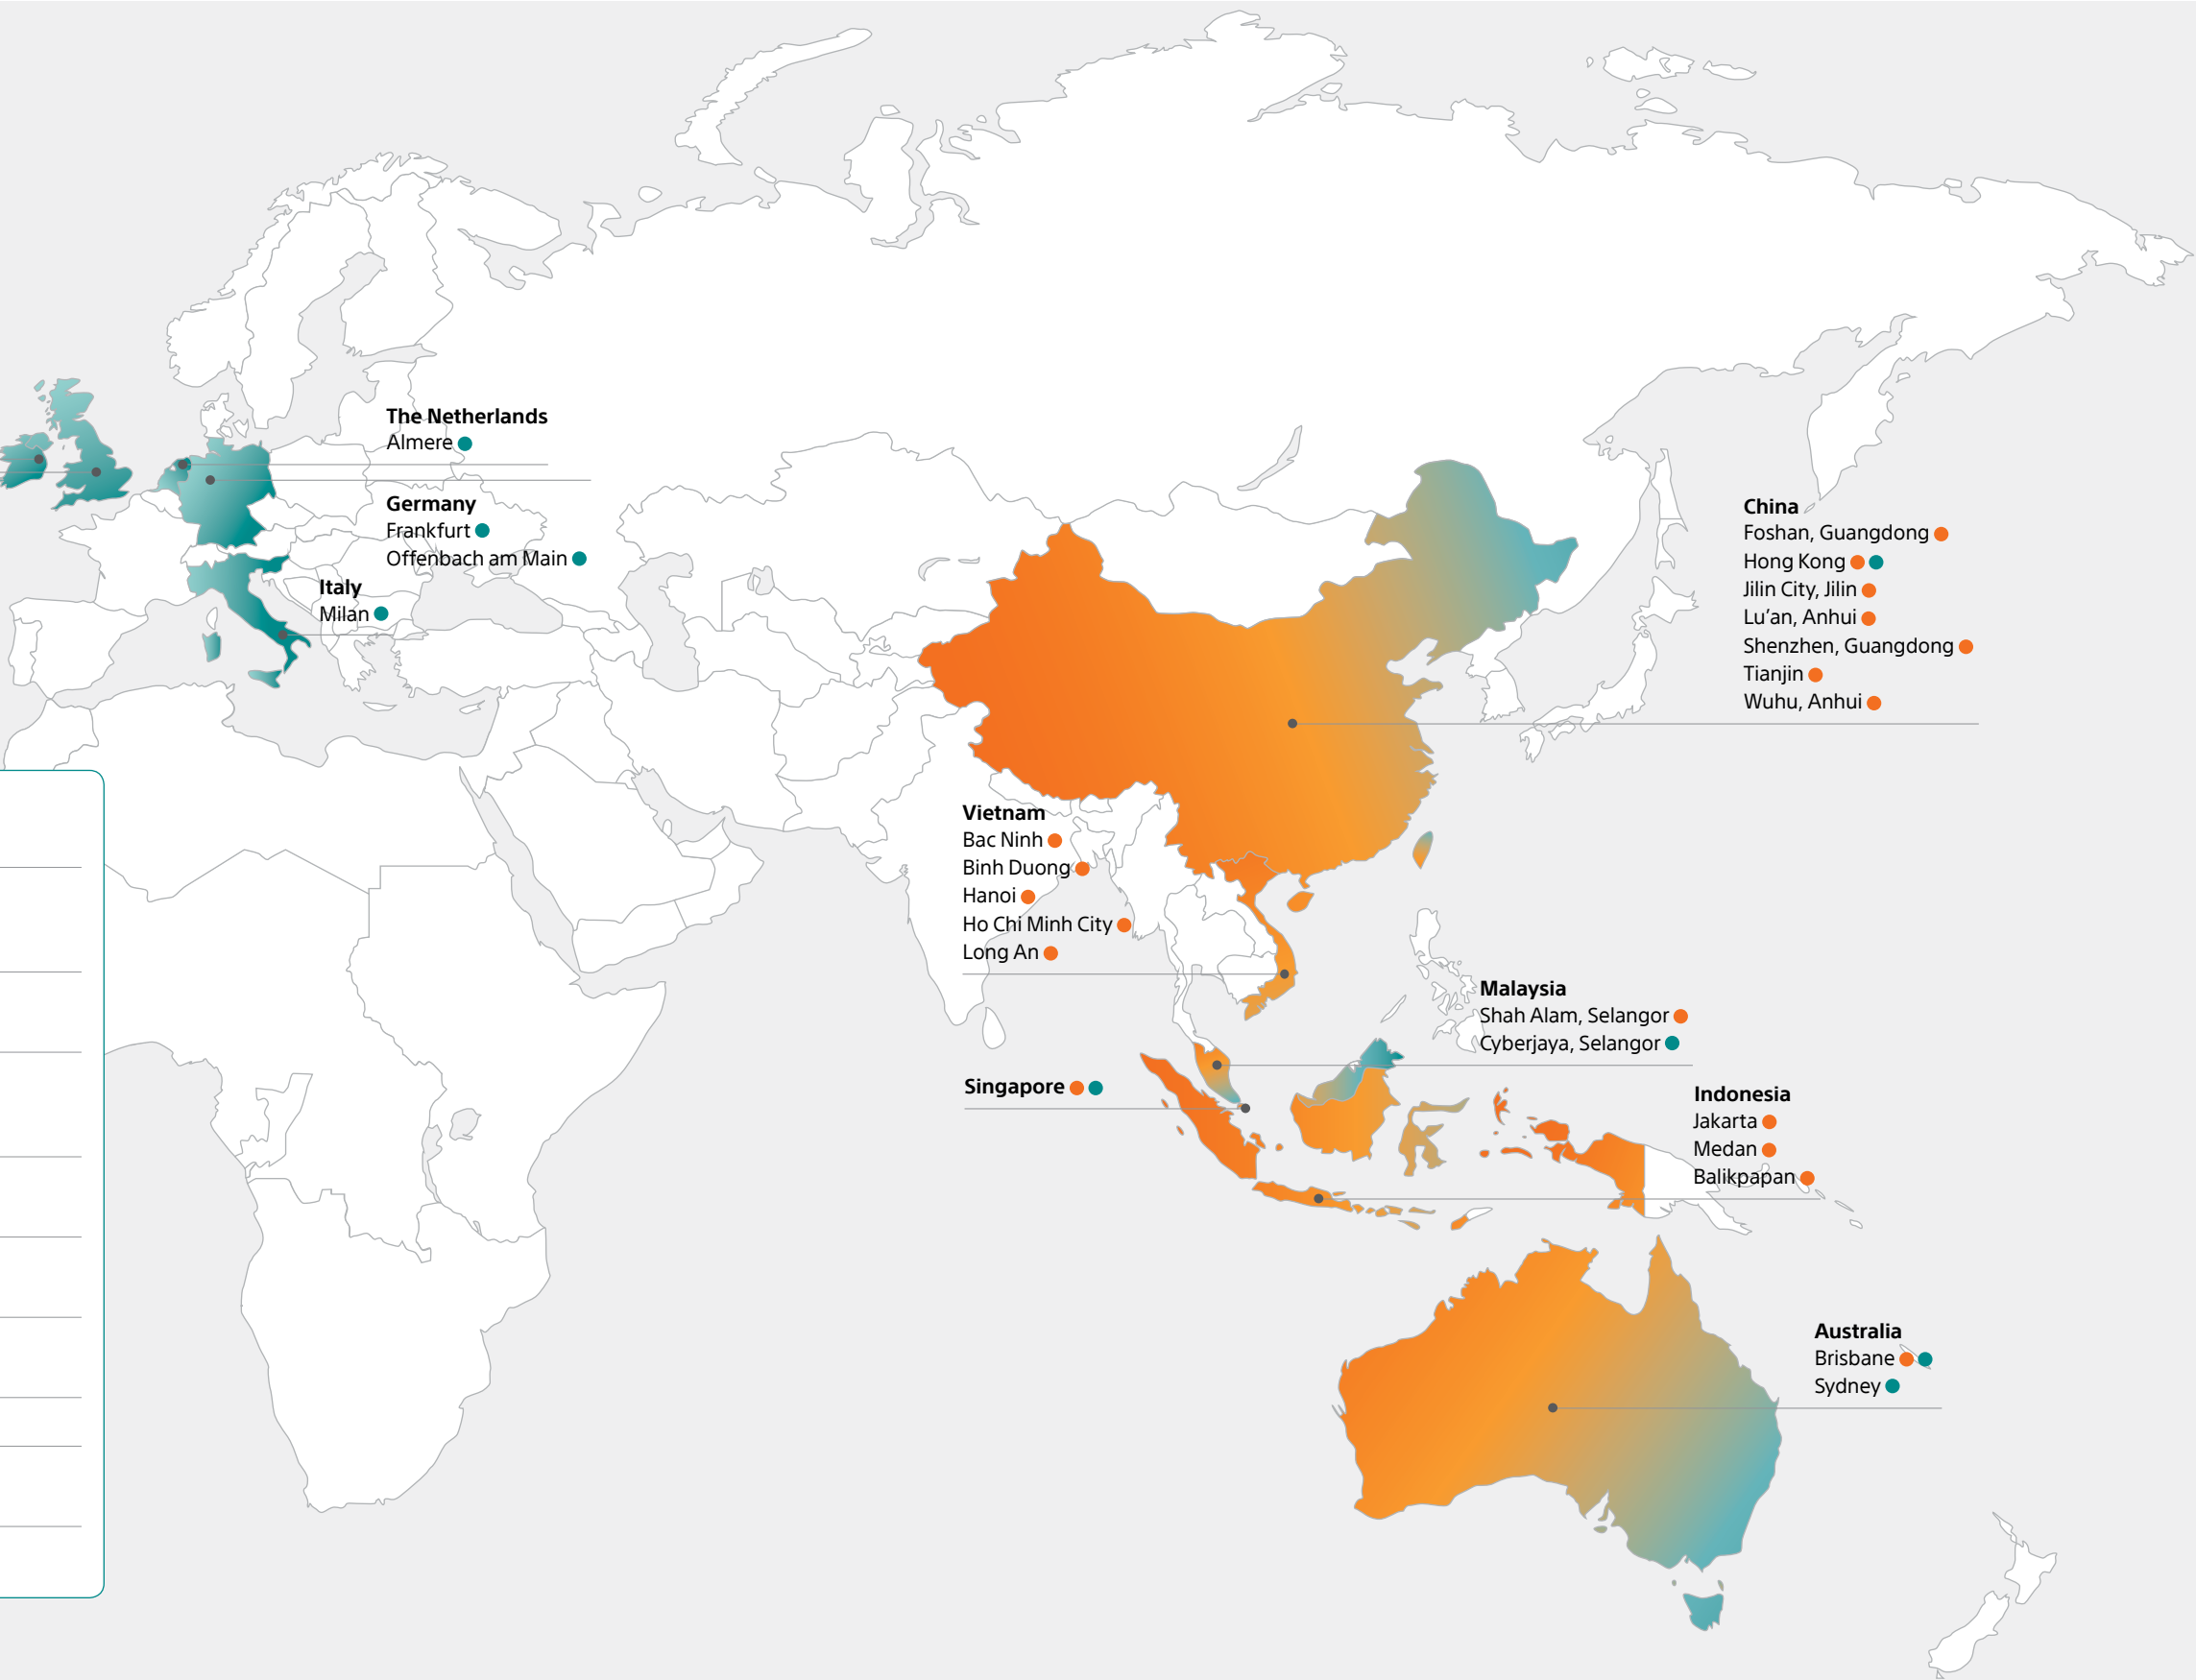 The Netherlands
Almere
Germany
Frankfurt
Offenbach am Main
Italy
Milan
China
Foshan, Guangdong
Hong Kong
Jilin City, Jilin
Lu’an, Anhui
Shenzhen, Guangdong
Tianjin
Wuhu, Anhui
Vietnam
Bac Ninh
Binh Duong
Hanoi
Ho Chi Minh City
Long An
Malaysia
Shah Alam, Selangor
Cyberjaya, Selangor
Singapore
Indonesia
Jakarta
Medan
Balikpapan
Australia
Brisbane
Sydney